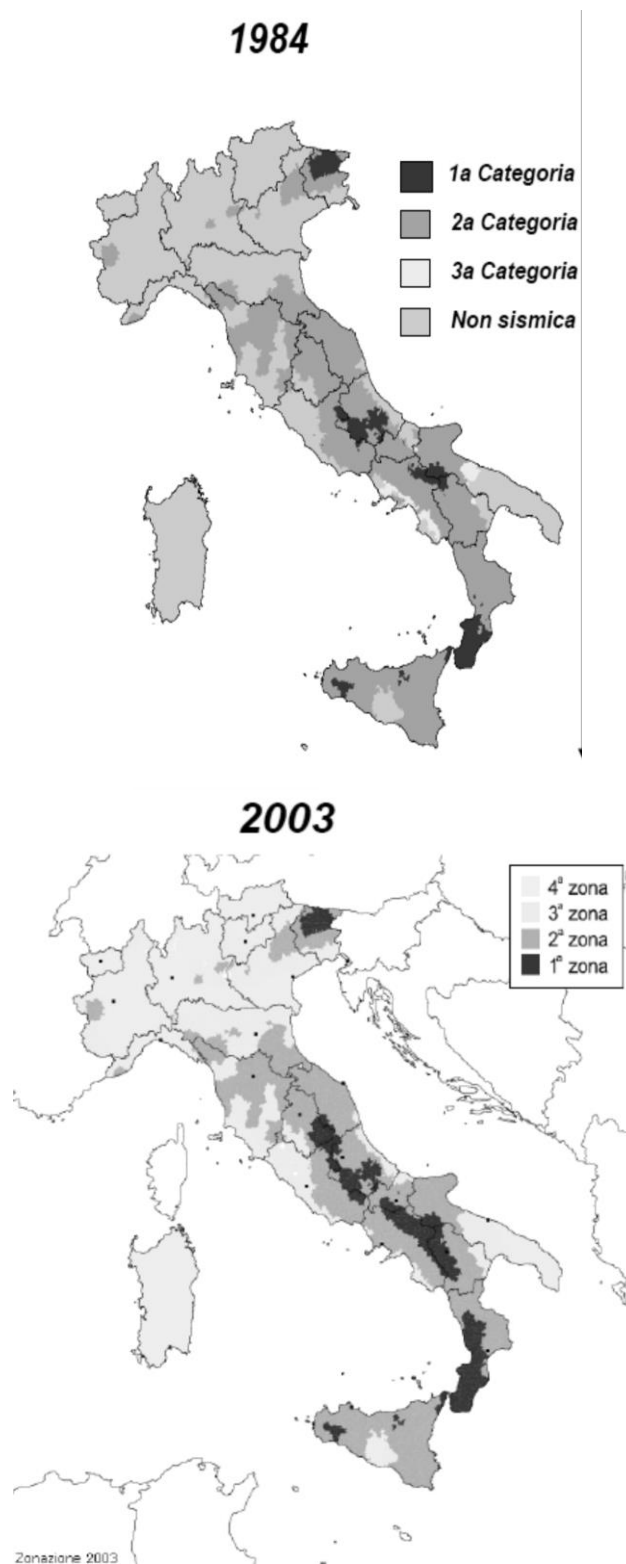 1984
1a Categoria
2a Categoria
3a Categoria
Non sismica
2003
4ª zona
3ª zona
2ª zona
1ª zona
Zonazione 2003